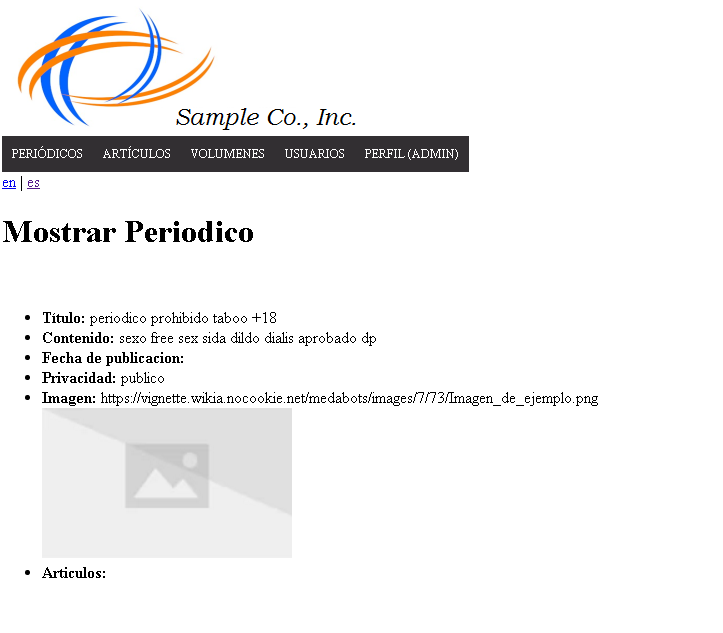 Sample Co., Inc.
PERIÓDICOS ARTÍCULOS VOLUMENES USUARIOS PERFIL (ADMIN)
en | es
Mostrar Periodico
Título: periodico prohibido taboo +18
Contenido: sexo free sex sida dildo dialis aprobado dp
Fecha de publicacion:
Privacidad: publico
Imagen: https://vignette.wikia.nocookie.net/medabots/images/7/73/Imagen_de_ejemplo.png
Articulos: